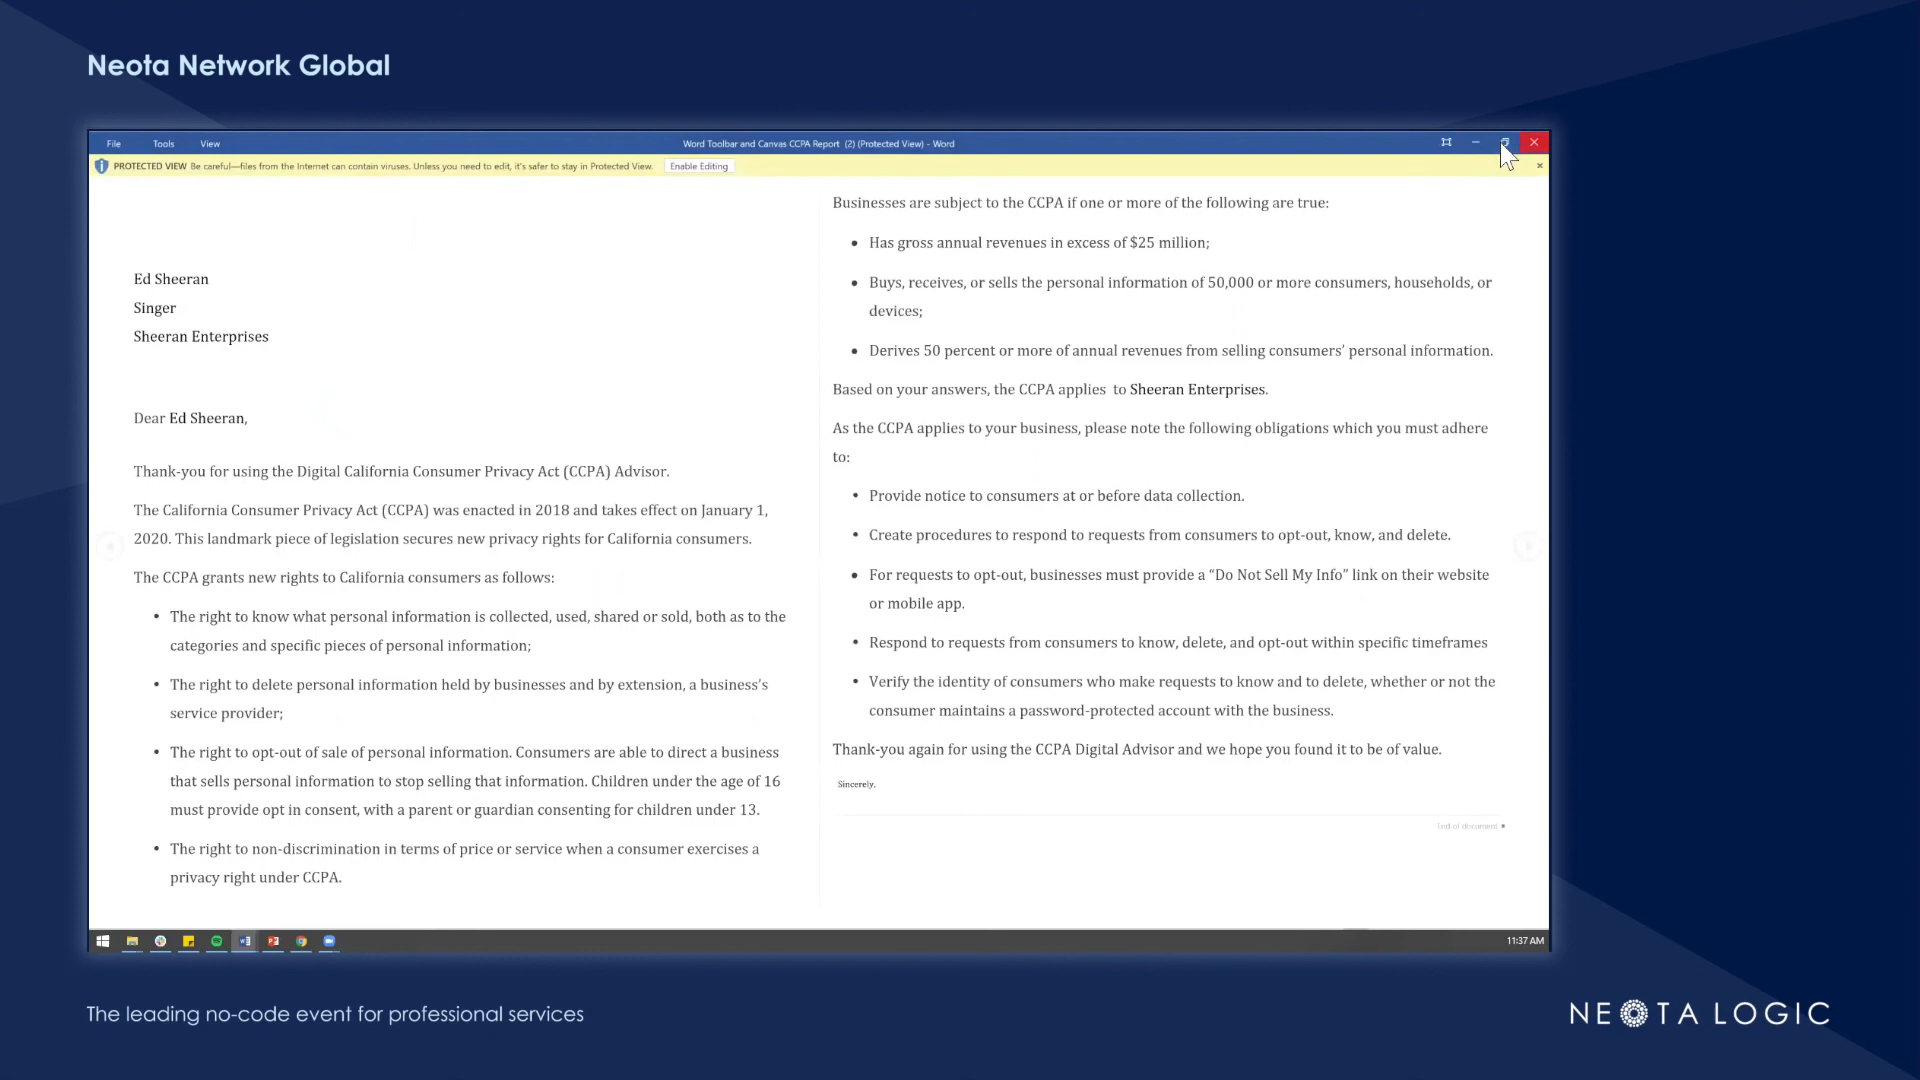 Neota Network Global
File Tools View Word Toolbar and Canvas CCPA Report (2) (Protected View) - Word
PROTECTED VIEW Be careful—files from the Internet can contain viruses. Unless you need to edit, it's safer to stay in Protected View. Enable Editing
Ed Sheeran
Singer
Sheeran Enterprises
Dear Ed Sheeran,
Thank-you for using the Digital California Consumer Privacy Act (CCPA) Advisor.
The California Consumer Privacy Act (CCPA) was enacted in 2018 and takes effect on January 1,
2020. This landmark piece of legislation secures new privacy rights for California consumers.
The CCPA grants new rights to California consumers as follows:
• The right to know what personal information is collected, used, shared or sold, both as to the
categories and specific pieces of personal information;
• The right to delete personal information held by businesses and by extension, a business's
service provider;
• The right to opt-out of sale of personal information. Consumers are able to direct a business
that sells personal information to stop selling that information. Children under the age of 16
must provide opt in consent, with a parent or guardian consenting for children under 13.
• The right to non-discrimination in terms of price or service when a consumer exercises a
privacy right under CCPA.
Businesses are subject to the CCPA if one or more of the following are true:
• Has gross annual revenues in excess of $25 million;
• Buys, receives, or sells the personal information of 50,000 or more consumers, households, or
devices;
• Derives 50 percent or more of annual revenues from selling consumers' personal information.
Based on your answers, the CCPA applies to Sheeran Enterprises.
As the CCPA applies to your business, please note the following obligations which you must adhere
to:
• Provide notice to consumers at or before data collection.
• Create procedures to respond to requests from consumers to opt-out, know, and delete.
• For requests to opt-out, businesses must provide a “Do Not Sell My Info” link on their website
or mobile app.
• Respond to requests from consumers to know, delete, and opt-out within specific timeframes
• Verify the identity of consumers who make requests to know and to delete, whether or not the
consumer maintains a password-protected account with the business.
Thank-you again for using the CCPA Digital Advisor and we hope you found it to be of value.
Sincerely,
End of document
11:37 AM
The leading no-code event for professional services
NEOTA LOGIC